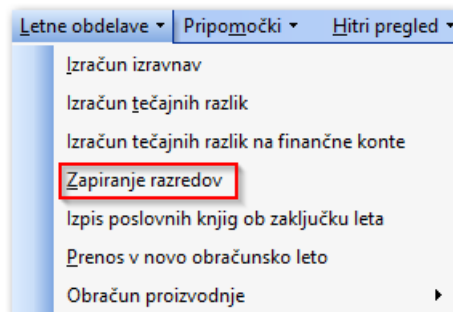 Letne obdelave Pripomočki Hitri pregled
Izračun izravnav
Izračun tečajnih razlik
Izračun tečajnih razlik na finančne konte
Zapiranje razredov
Izpis poslovnih knjig ob zaključku leta
Prenos v novo obračunsko leto
Obračun proizvodnje